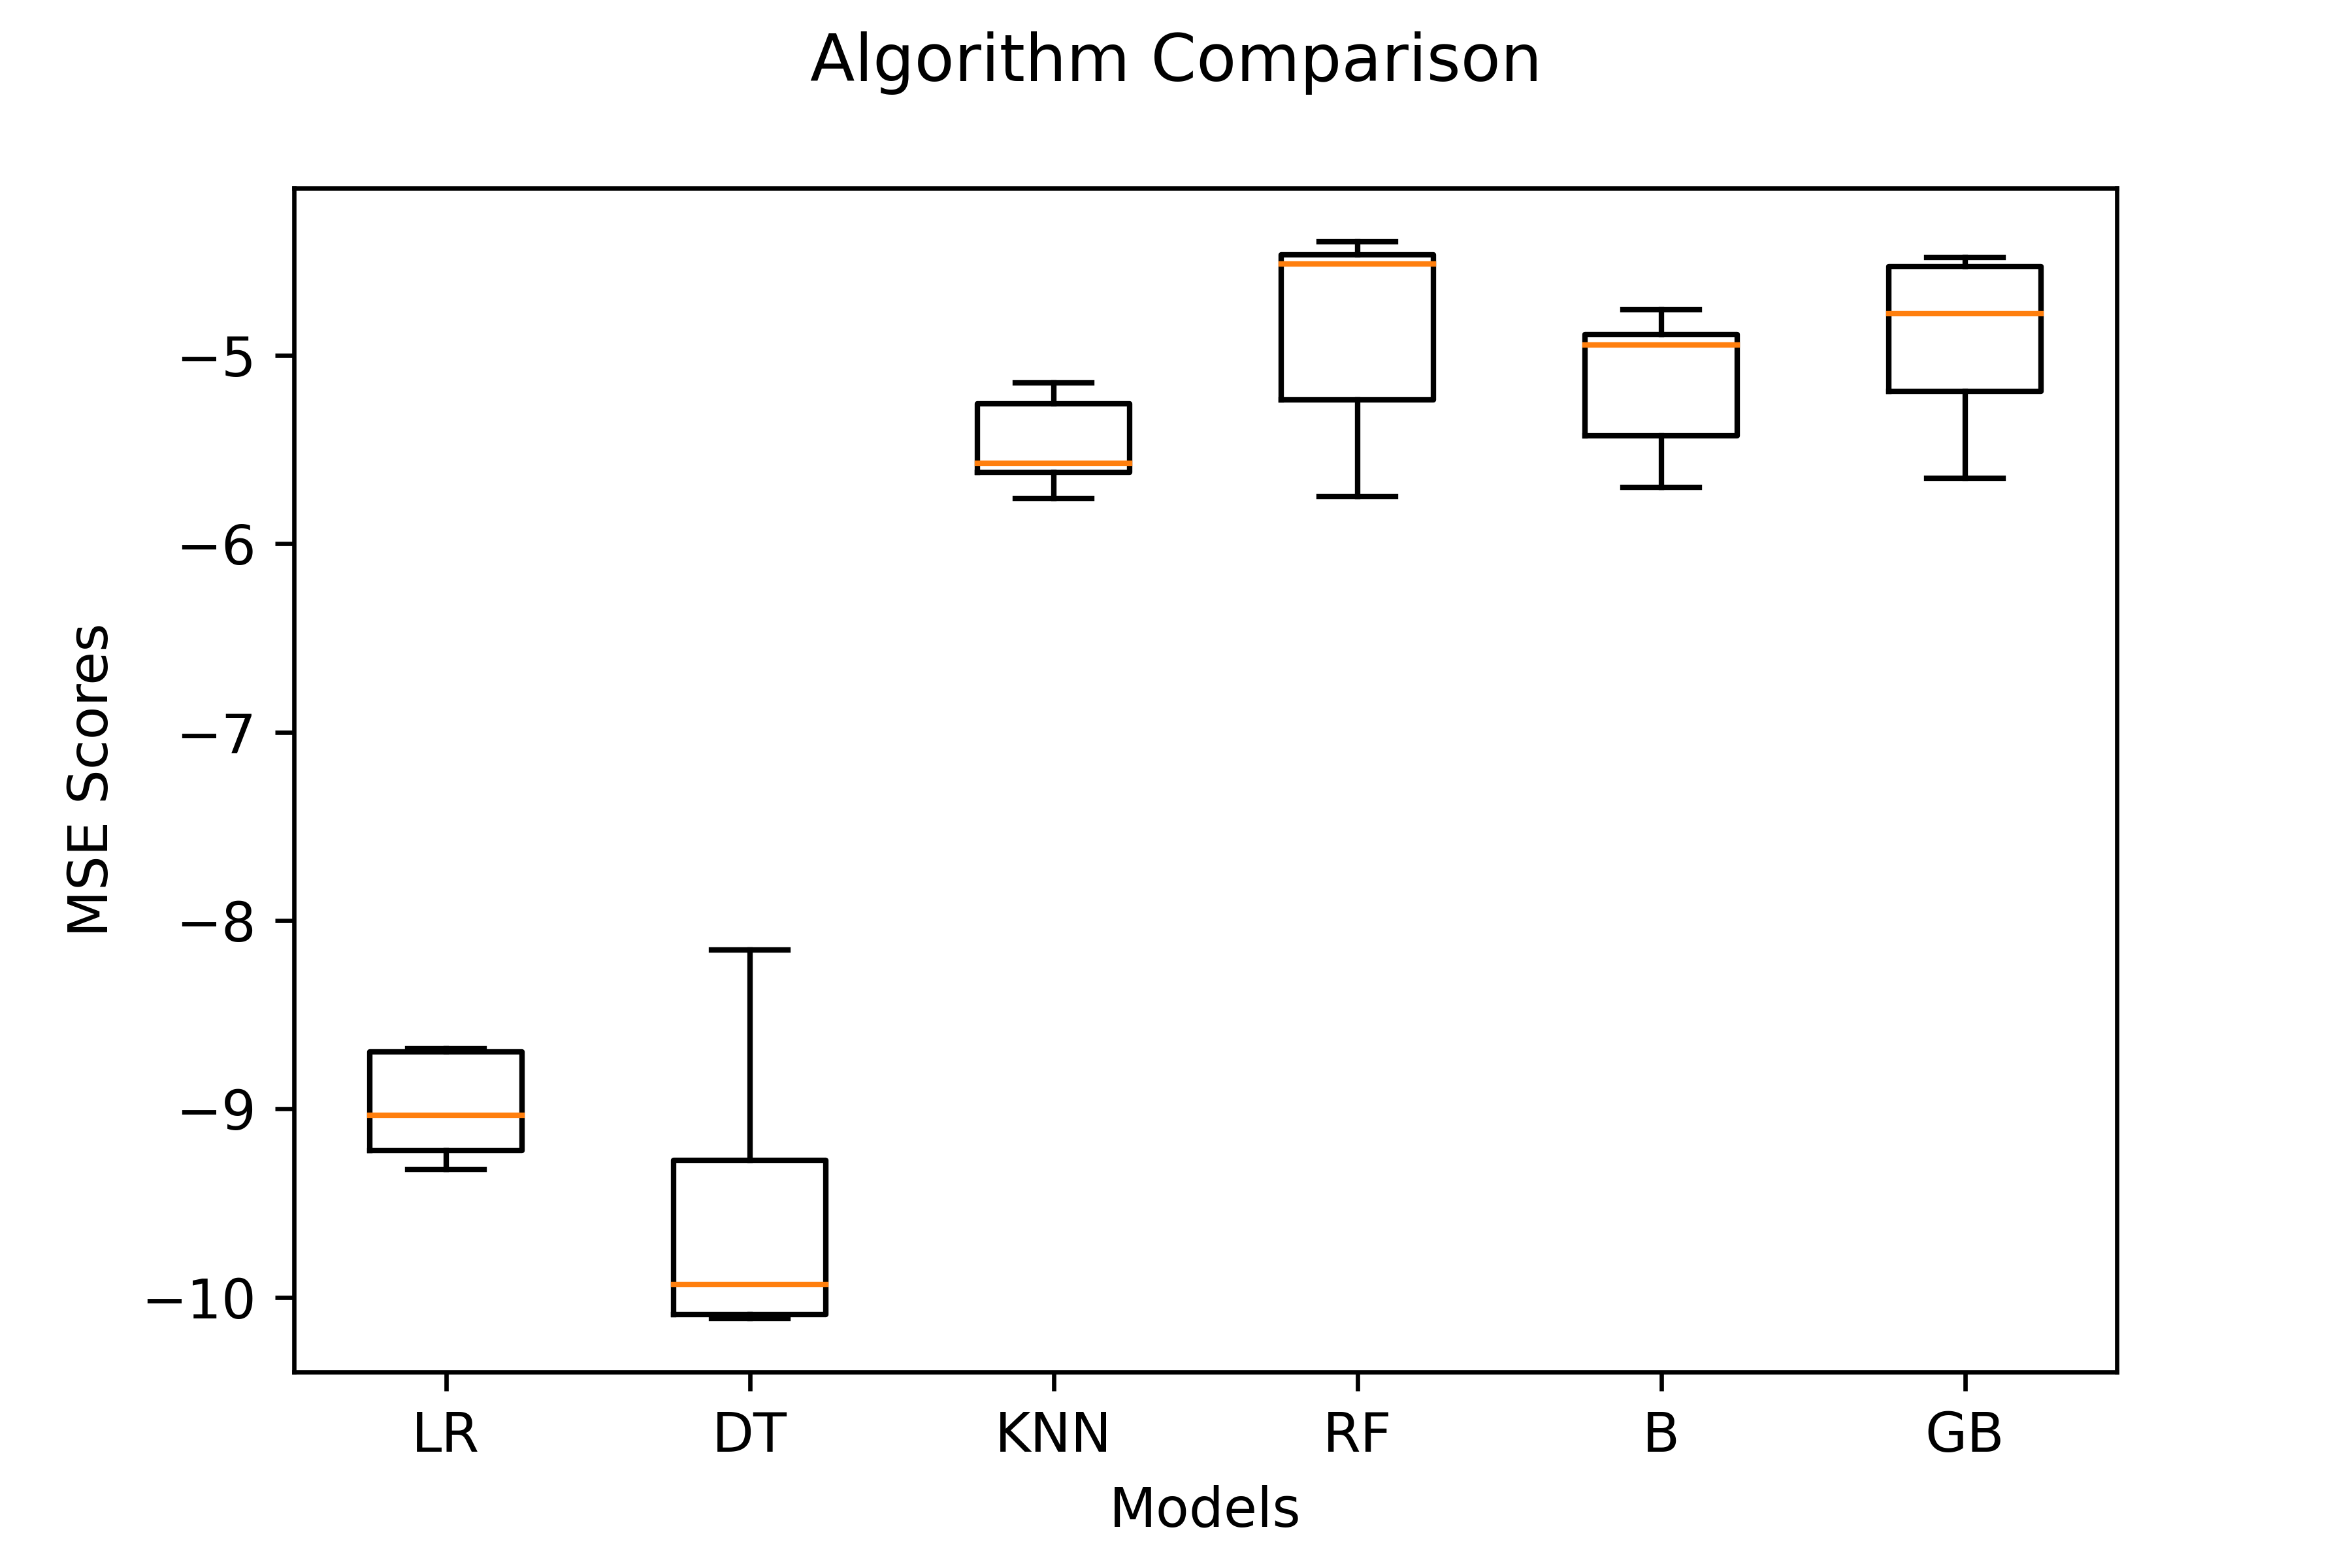 Algorithm Comparison
MSE Scores
−5
−6
−7
−8
−9
−10
LR DT KNN RF B GB
Models